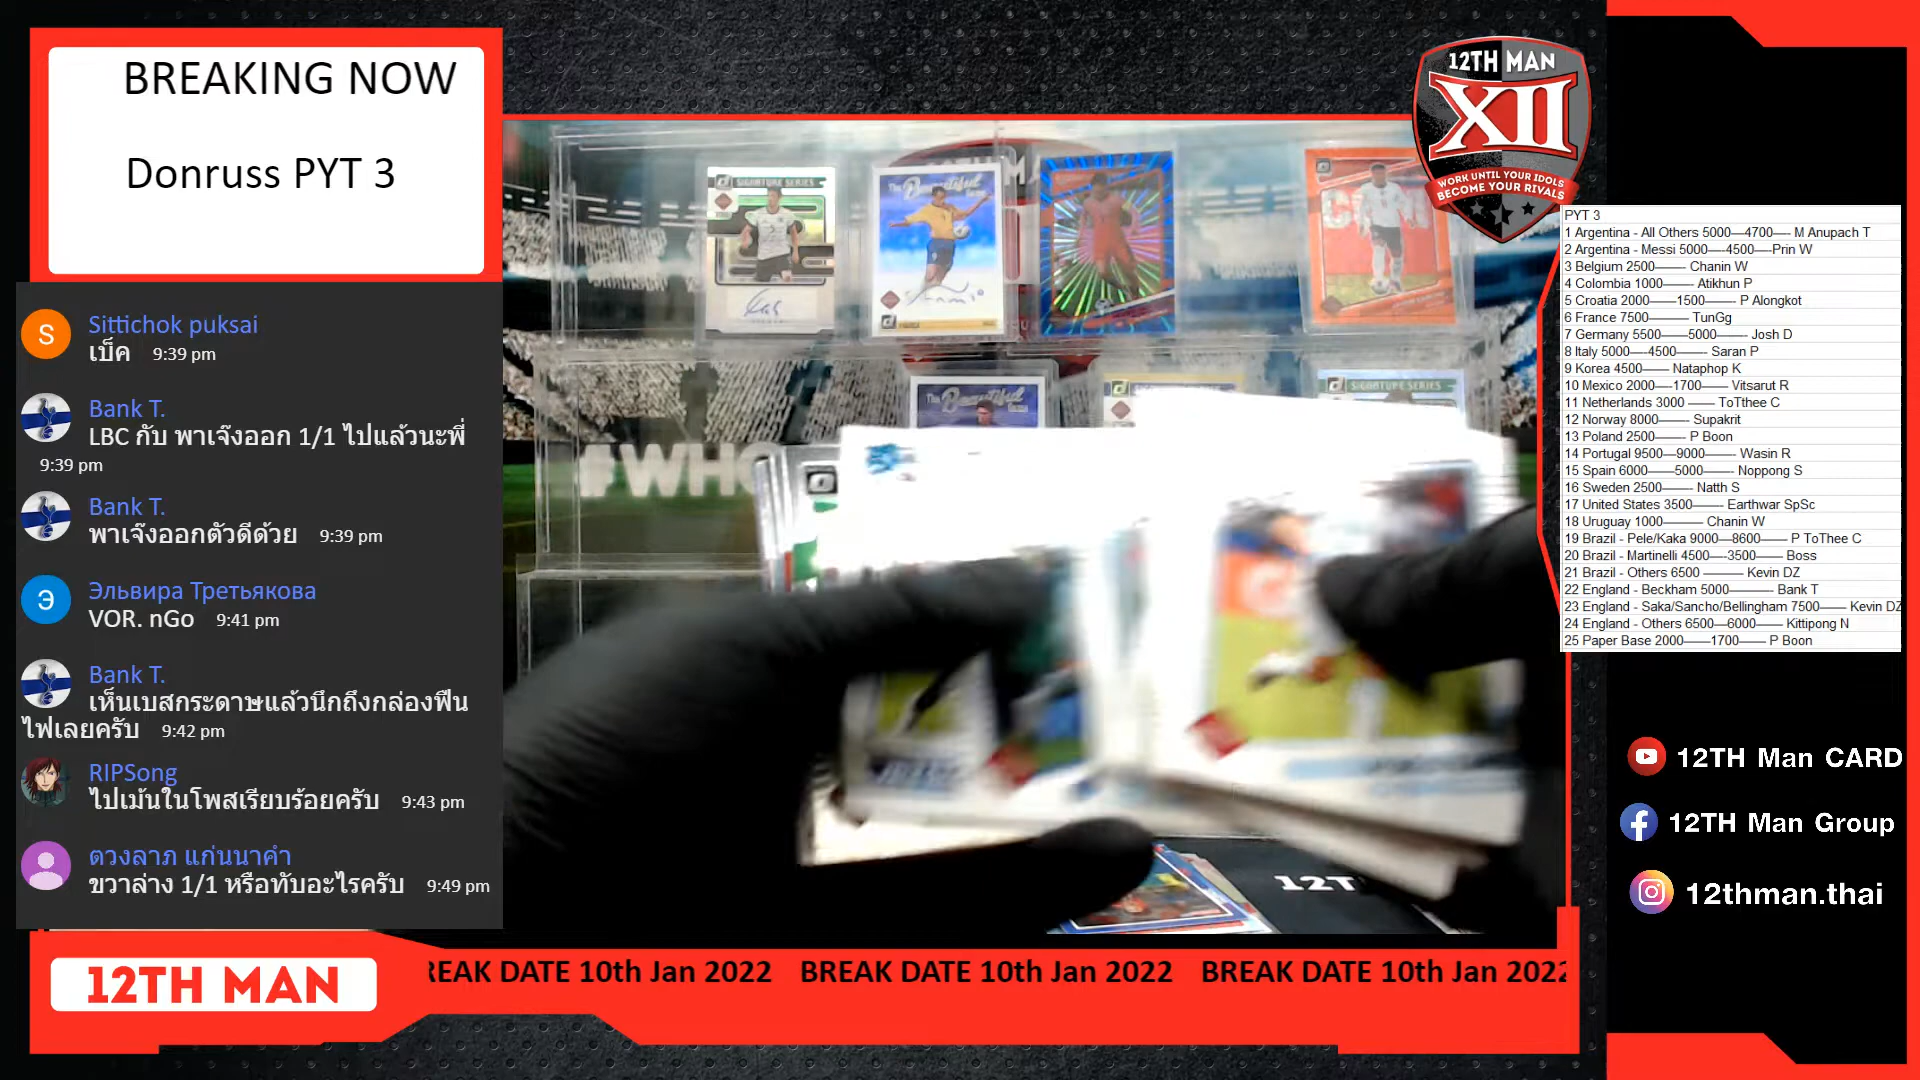 BREAKING NOW
Donruss PYT 3
Sittichok puksai
เบ็ค 9:39 pm
Bank T.
LBC กับ พาเจ๊งออก 1/1 ไปแล้วนะพี่
9:39 pm
Bank T.
พาเจ๊งออกตัวดีด้วย 9:39 pm
Эльвира Третьякова
VOR. nGo 9:41 pm
Bank T.
เห็นเบสกระดาษแล้วนึกถึงกล่องฟืน
ไฟเลยครับ 9:42 pm
RIPSong
ไปเม้นในโพสเรียบร้อยครับ 9:43 pm
ดวงลาภ แก่นนาคำ
ขวาล่าง 1/1 หรือทับอะไรครับ 9:49 pm
SIGNATURE SERIES
The Beautiful Game
The Beautiful Game
SIGNATURE SERIES
#WHO
12T
12TH MAN
XII
WORK UNTIL YOUR IDOLS
BECOME YOUR RIVALS
PYT 3
1 Argentina - All Others 5000—4700—- M Anupach T
2 Argentina - Messi 5000—-4500—-Prin W
3 Belgium 2500——- Chanin W
4 Colombia 1000——- Atikhun P
5 Croatia 2000——1500——- P Alongkot
6 France 7500——— TunGg
7 Germany 5500——5000——- Josh D
8 Italy 5000—-4500——- Saran P
9 Korea 4500——- Nataphop K
10 Mexico 2000—-1700——- Vitsarut R
11 Netherlands 3000 —— ToTthee C
12 Norway 8000——- Supakrit
13 Poland 2500——- P Boon
14 Portugal 9500—9000——- Wasin R
15 Spain 6000——5000——- Noppong S
16 Sweden 2500——- Natth S
17 United States 3500——- Earthwar SpSc
18 Uruguay 1000——— Chanin W
19 Brazil - Pele/Kaka 9000—8600—— P ToThee C
20 Brazil - Martinelli 4500—-3500—— Boss
21 Brazil - Others 6500 ——— Kevin DZ
22 England - Beckham 5000———- Bank T
23 England - Saka/Sancho/Bellingham 7500—— Kevin DZ
24 England - Others 6500—6000—— Kittipong N
25 Paper Base 2000——1700—— P Boon
12TH Man CARD
12TH Man Group
12thman.thai
12TH MAN
REAK DATE 10th Jan 2022 BREAK DATE 10th Jan 2022 BREAK DATE 10th Jan 2022